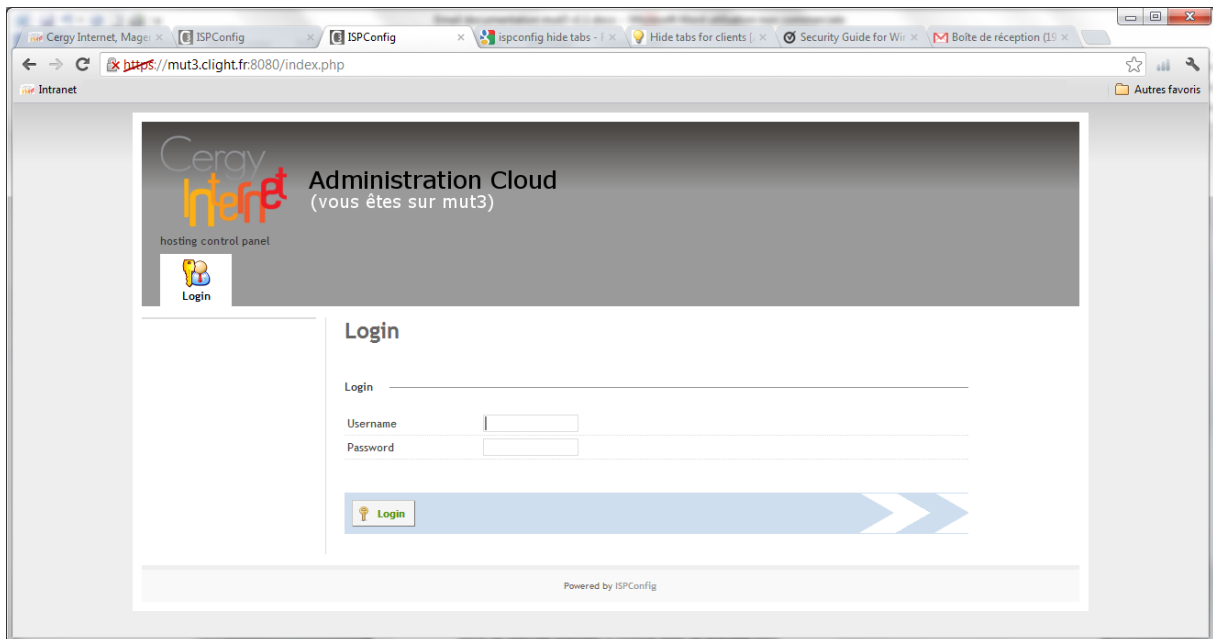 Cergy Internet, Mage
ISPConfig
ISPConfig
ispconfig hide tabs -
Hide tabs for clients [
Security Guide for Wir
Boîte de réception (19
https://mut3.clight.fr:8080/index.php
Intranet
Autres favoris
Cergy
Internet
Administration Cloud
(vous êtes sur mut3)
hosting control panel
Login
Login
Login
Username
Password
Login
Powered by ISPConfig